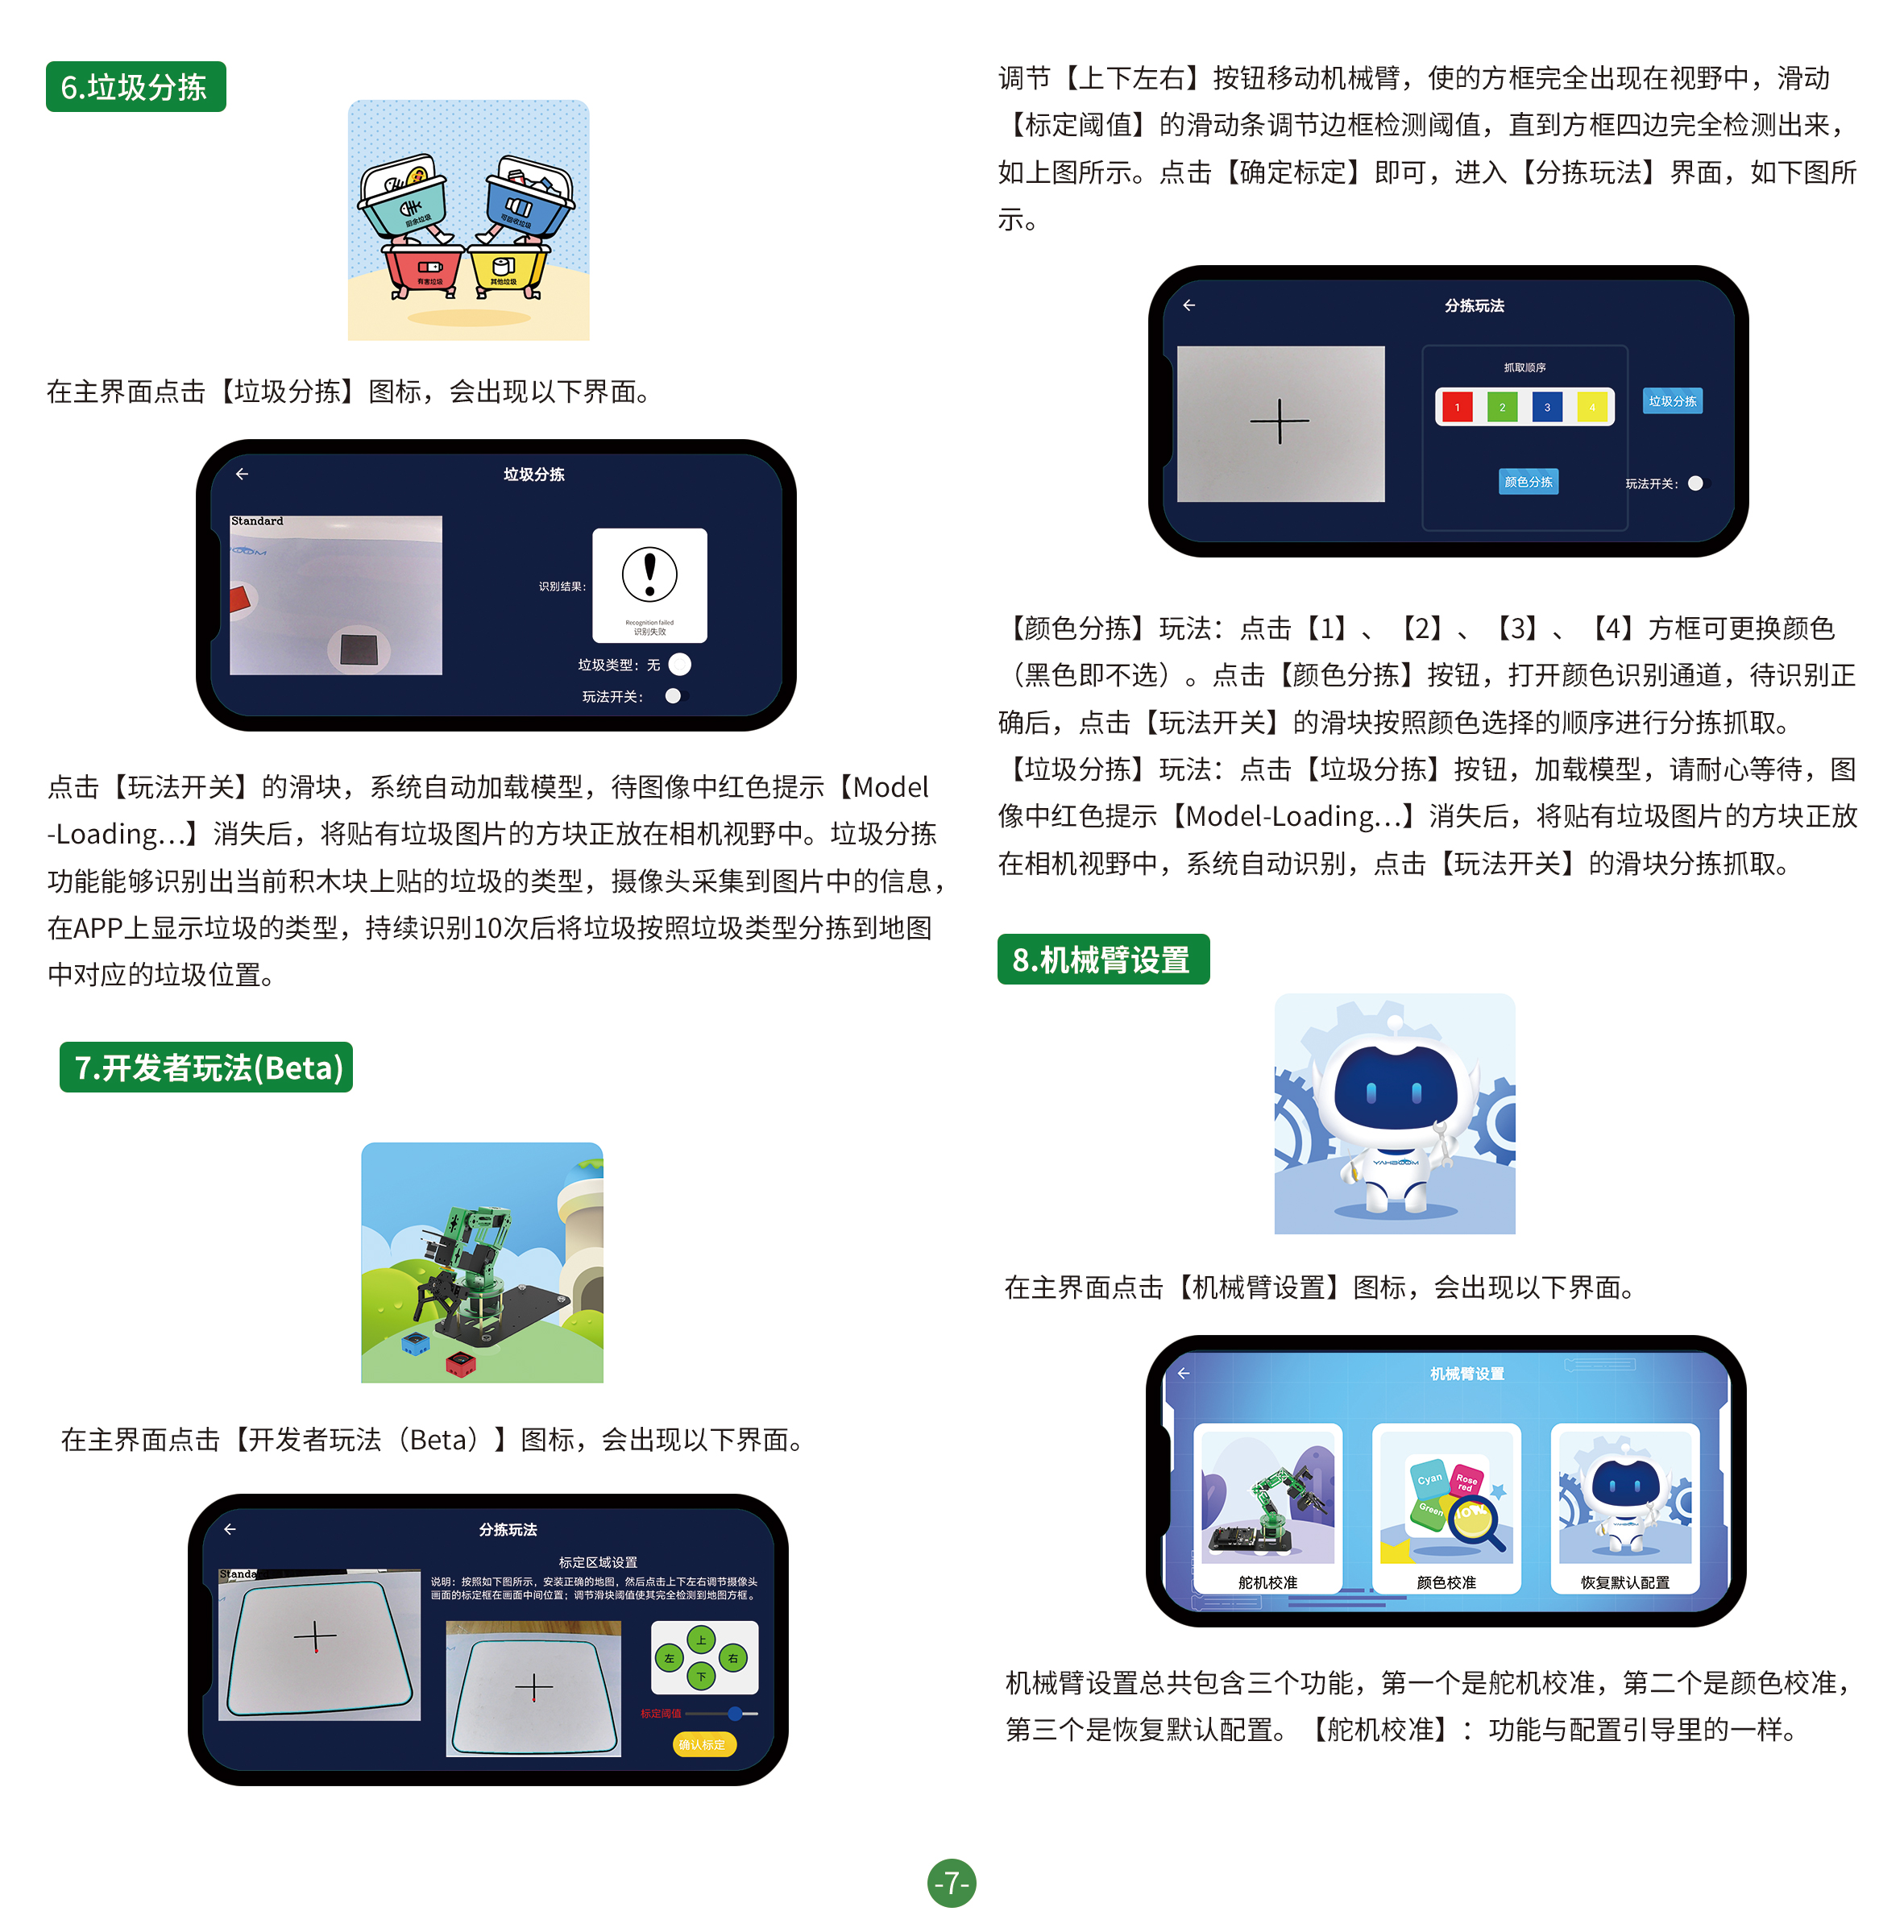 6.垃圾分拣
厨余垃圾
可回收垃圾
有害垃圾
其他垃圾
在主界面点击【垃圾分拣】图标，会出现以下界面。
垃圾分拣
Standard
识别结果：
Recognition failed
识别失败
垃圾类型：无
玩法开关：
点击【玩法开关】的滑块，系统自动加载模型，待图像中红色提示【Model
-Loading...】消失后，将贴有垃圾图片的方块正放在相机视野中。垃圾分拣
功能能够识别出当前积木块上贴的垃圾的类型，摄像头采集到图片中的信息，
在APP上显示垃圾的类型，持续识别10次后将垃圾按照垃圾类型分拣到地图
中对应的垃圾位置。
7.开发者玩法(Beta)
在主界面点击【开发者玩法（Beta）】图标，会出现以下界面。
分拣玩法
标定区域设置
说明：按照如下图所示，安装正确的地图，然后点击上下左右调节摄像头
画面的标定框在画面中间位置；调节滑块阈值使其完全检测到地图方框。
上
左
右
下
标定阈值
确认标定
调节【上下左右】按钮移动机械臂，使的方框完全出现在视野中，滑动
【标定阈值】的滑动条调节边框检测阈值，直到方框四边完全检测出来，
如上图所示。点击【确定标定】即可，进入【分拣玩法】界面，如下图所
示。
分拣玩法
抓取顺序
1 2 3 4
垃圾分拣
颜色分拣
玩法开关：
【颜色分拣】玩法：点击【1】、【2】、【3】、【4】方框可更换颜色
（黑色即不选）。点击【颜色分拣】按钮，打开颜色识别通道，待识别正
确后，点击【玩法开关】的滑块按照颜色选择的顺序进行分拣抓取。
【垃圾分拣】玩法：点击【垃圾分拣】按钮，加载模型，请耐心等待，图
像中红色提示【Model-Loading...】消失后，将贴有垃圾图片的方块正放
在相机视野中，系统自动识别，点击【玩法开关】的滑块分拣抓取。
8.机械臂设置
YAHBOOM
在主界面点击【机械臂设置】图标，会出现以下界面。
机械臂设置
Cyan
Rose
red
Green
舵机校准
颜色校准
恢复默认配置
机械臂设置总共包含三个功能，第一个是舵机校准，第二个是颜色校准，
第三个是恢复默认配置。【舵机校准】：功能与配置引导里的一样。
-7-